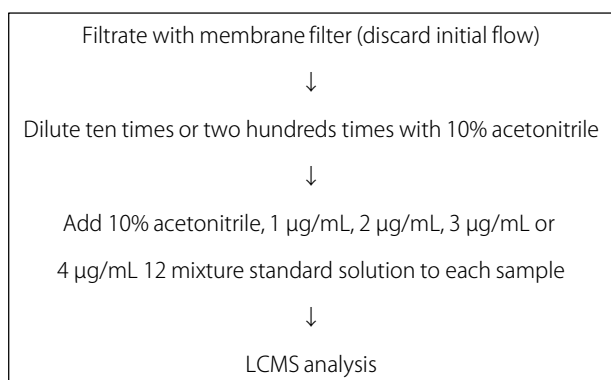 Filtrate with membrane filter (discard initial flow)
↓
Dilute ten times or two hundreds times with 10% acetonitrile
↓
Add 10% acetonitrile, 1 µg/mL, 2 µg/mL, 3 µg/mL or
4 µg/mL 12 mixture standard solution to each sample
↓
LCMS analysis